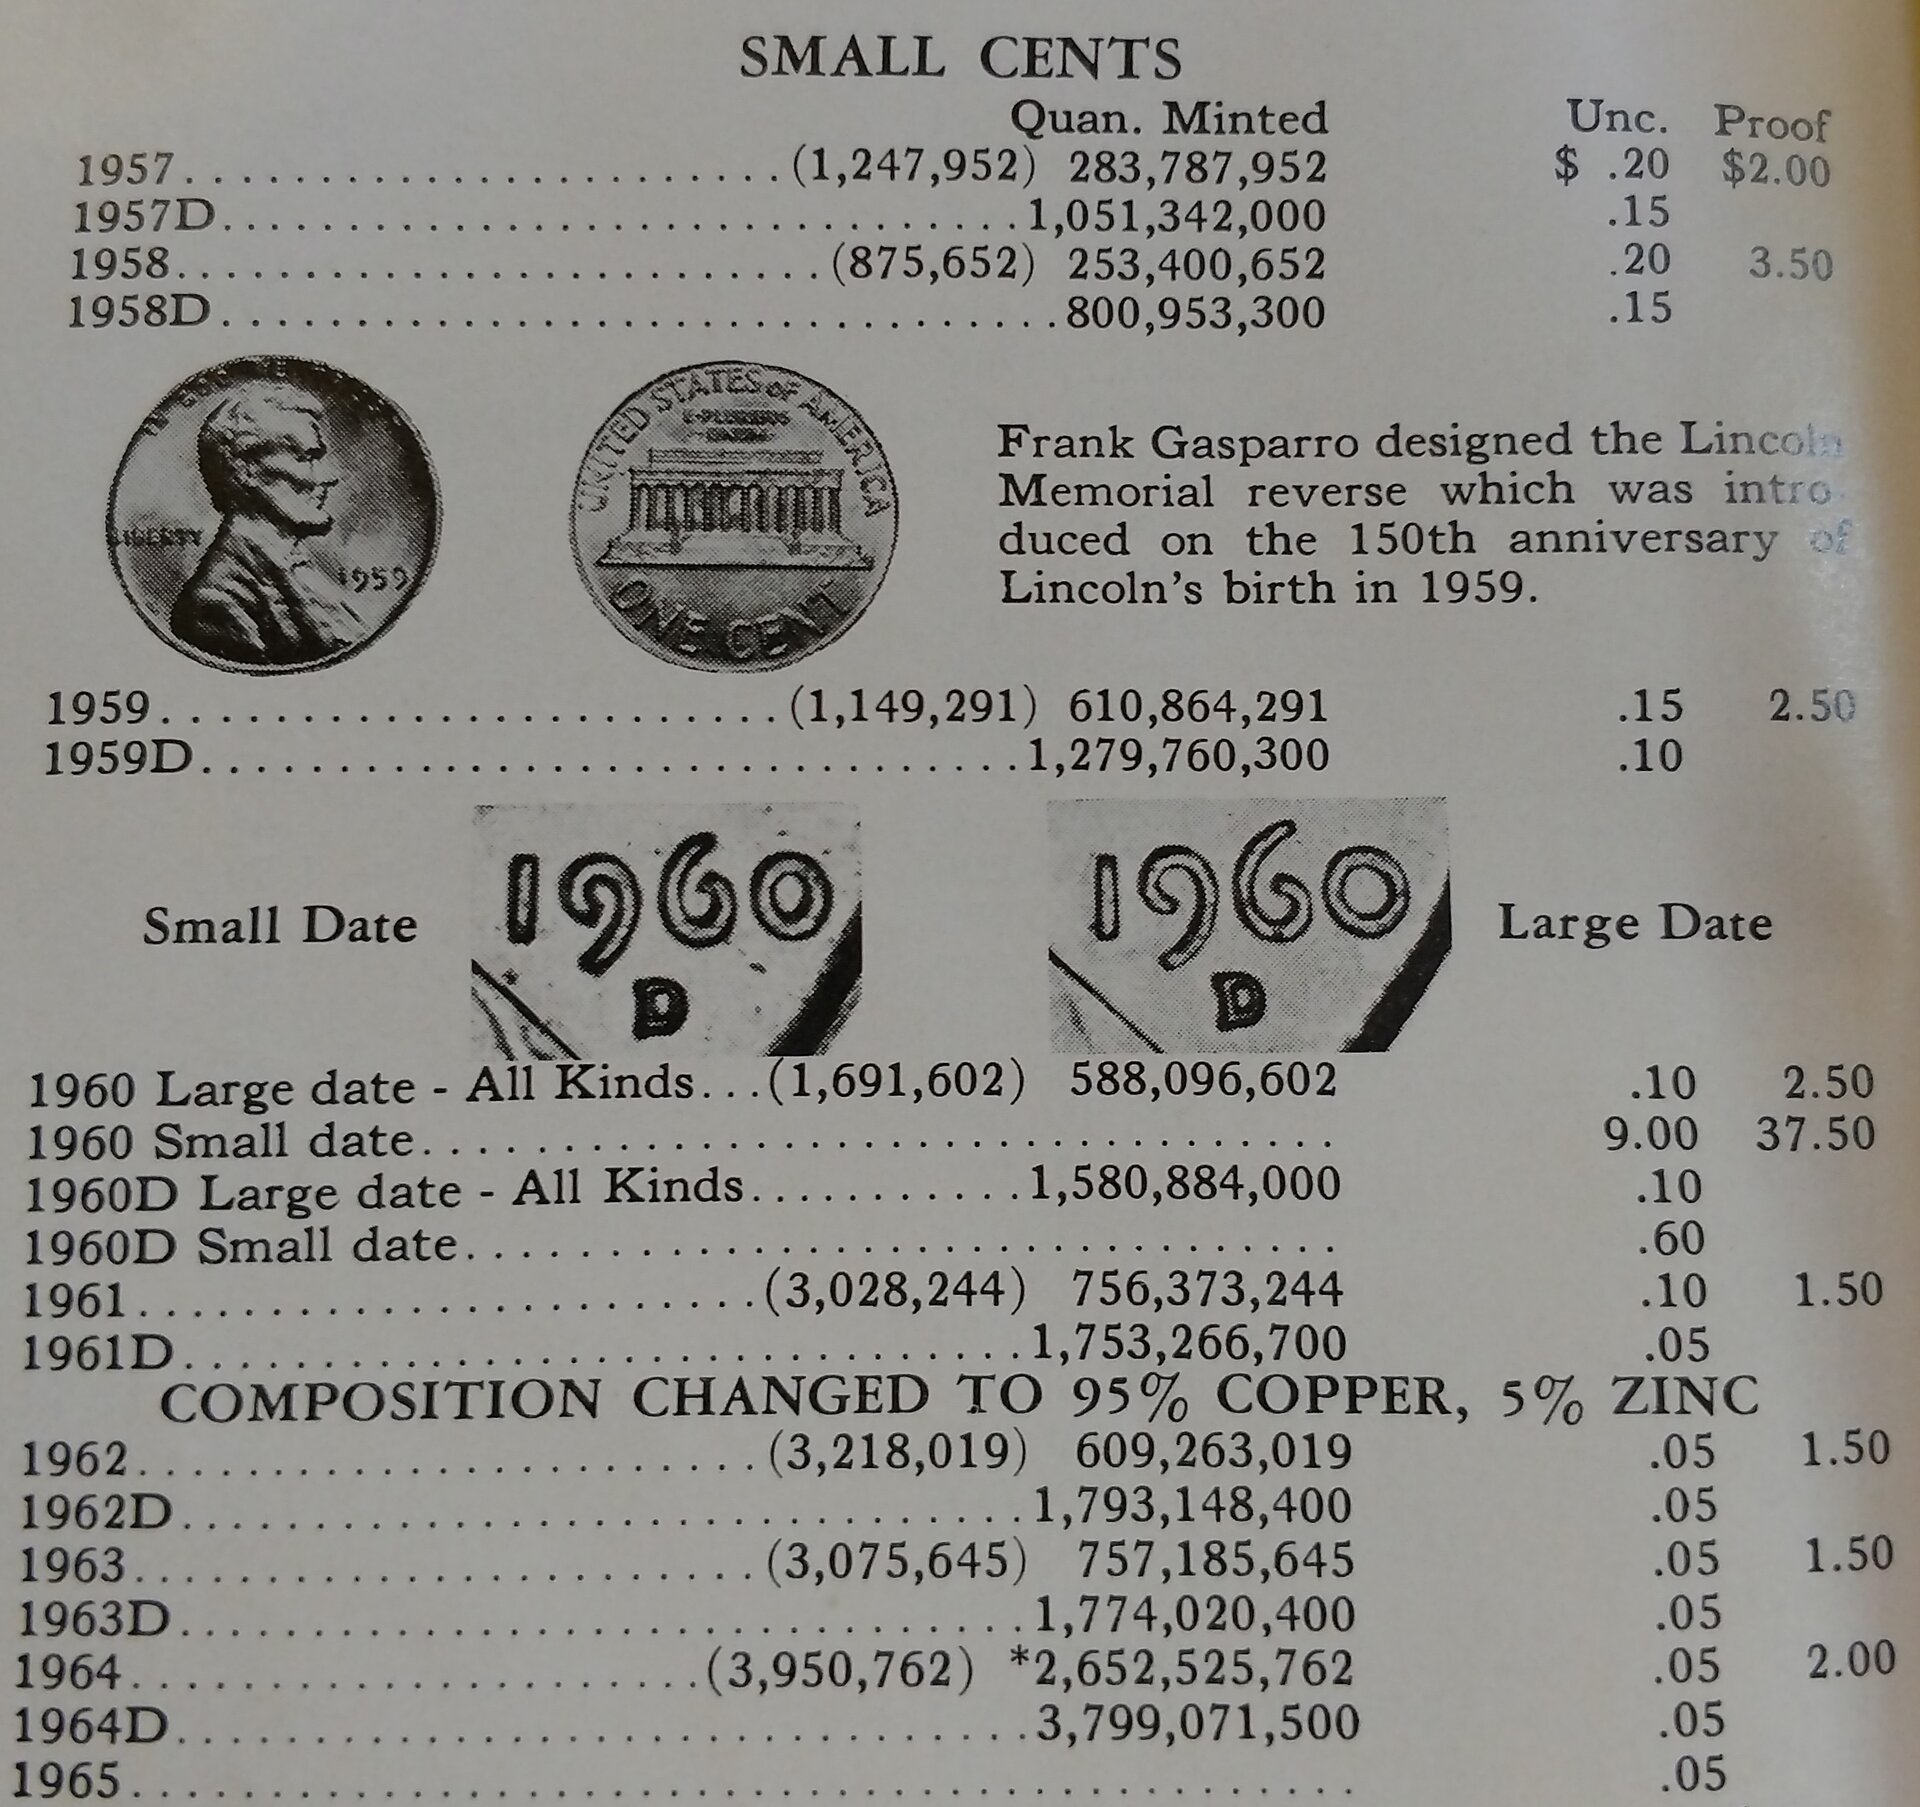 SMALL CENTS
Quan. Minted Unc. Proof
1957........................(1,247,952) 283,787,952 $ .20 $2.00
1957D................................1,051,342,000 .15
1958..........................(875,652) 253,400,652 .20 3.50
1958D..................................800,953,300 .15
LIBERTY
1959
UNITED STATES OF AMERICA
E·PLURIBUS
UNUM
ONE CENT
Frank Gasparro designed the Lincoln
Memorial reverse which was intro-
duced on the 150th anniversary of
Lincoln's birth in 1959.
1959.........................(1,149,291) 610,864,291 .15 2.50
1959D................................1,279,760,300 .10
Small Date
1960
D
1960
D
Large Date
1960 Large date - All Kinds...(1,691,602) 588,096,602 .10 2.50
1960 Small date................................... 9.00 37.50
1960D Large date - All Kinds...........1,580,884,000 .10
1960D Small date................................. .60
1961.........................(3,028,244) 756,373,244 .10 1.50
1961D.................................1,753,266,700 .05
COMPOSITION CHANGED TO 95% COPPER, 5% ZINC
1962.........................(3,218,019) 609,263,019 .05 1.50
1962D.................................1,793,148,400 .05
1963.........................(3,075,645) 757,185,645 .05 1.50
1963D.................................1,774,020,400 .05
1964.......................(3,950,762) *2,652,525,762 .05 2.00
1964D.................................3,799,071,500 .05
1965............................................... .05